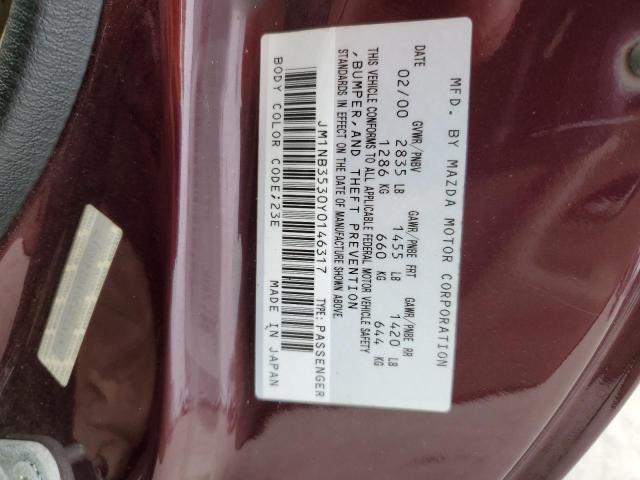 MFD. BY MAZDA MOTOR CORPORATION
DATE GVWR/PNBV GAWR/PNBE FRT GAWR/PNBE RR
02/00 2835 LB 1455 LB 1420 LB
1286 KG 660 KG 644 KG
THIS VEHICLE CONFORMS TO ALL APPLICABLE FEDERAL MOTOR VEHICLE SAFETY
, BUMPER, AND THEFT PREVENTION
STANDARDS IN EFFECT ON THE DATE OF MANUFACTURE SHOWN ABOVE.
JM1NB3530Y0146317 TYPE: PASSENGER
BODY COLOR CODE;23E MADE IN JAPAN